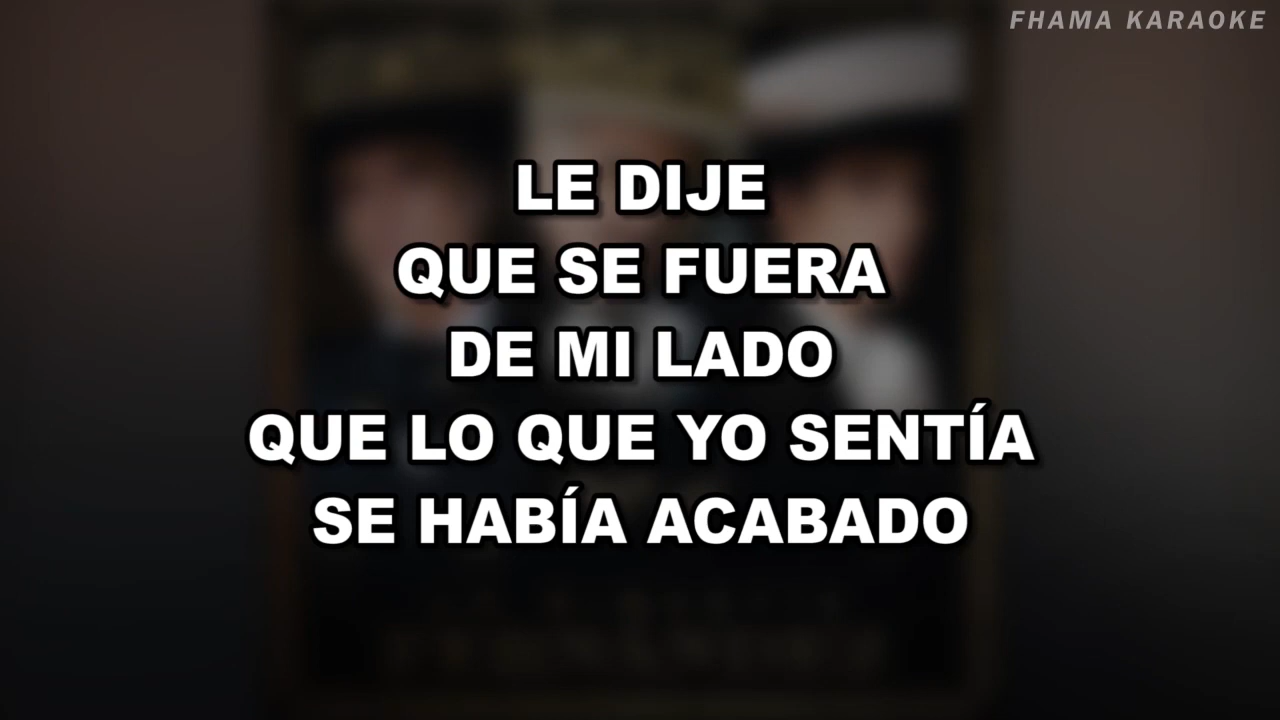 FHAMA KARAOKE
LE DIJE
QUE SE FUERA
DE MI LADO
QUE LO QUE YO SENTÍA
SE HABÍA ACABADO